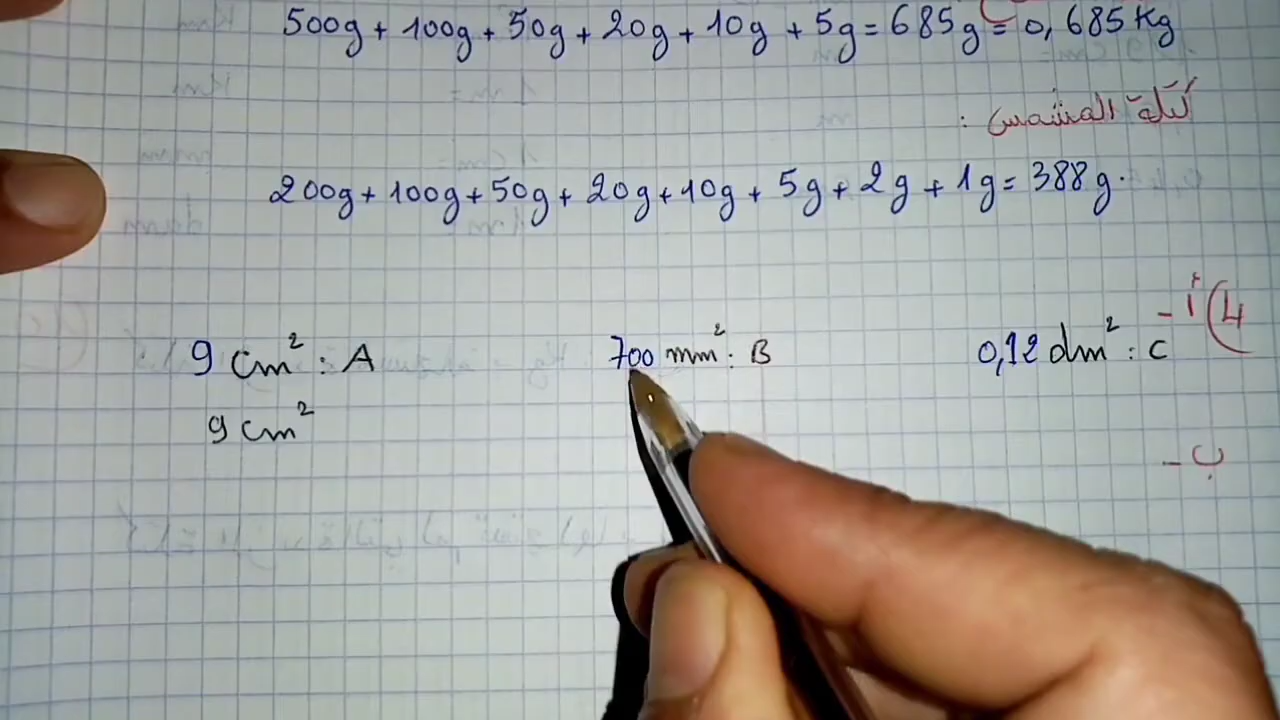 500g + 100g + 50g + 20g + 10g + 5g = 685g = 0,685 Kg
كتلة المشمس :
200g + 100g + 50g + 20g + 10g + 5g + 2g + 1g = 388g.
4) أ -
9 cm² : A 700 mm² : B 0,12 dm² : C
9 cm²
ب -